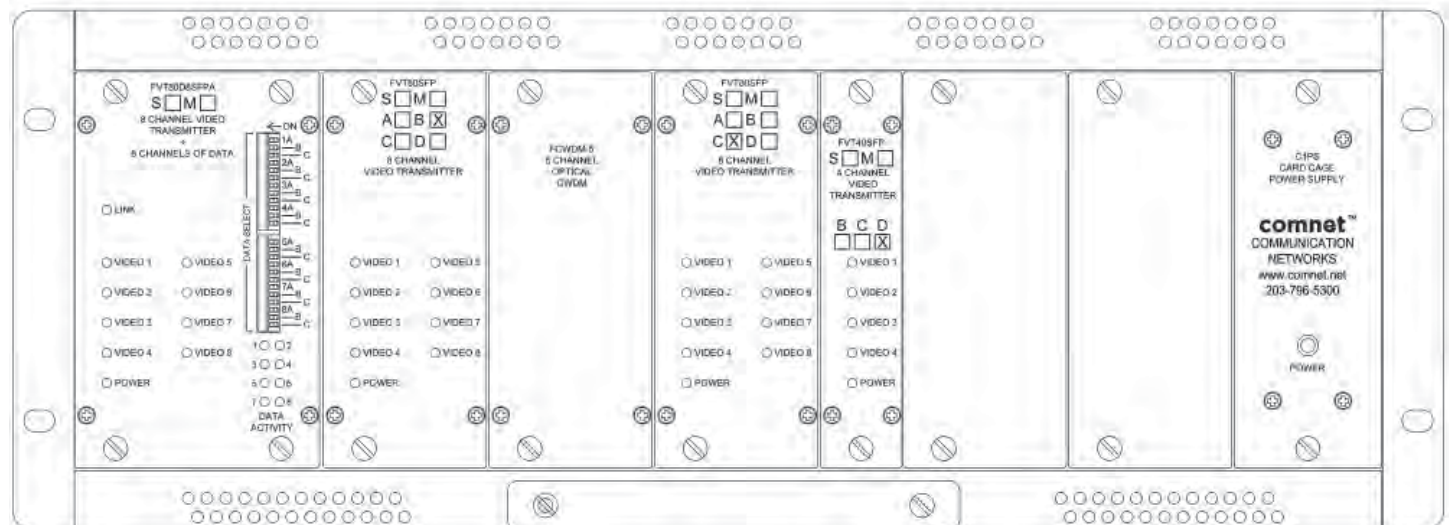 FVT80D8SFPA
S M
8 CHANNEL VIDEO
TRANSMITTER
+
8 CHANNELS OF DATA
LINK
VIDEO 1 VIDEO 5
VIDEO 2 VIDEO 6
VIDEO 3 VIDEO 7
VIDEO 4 VIDEO 8
POWER
DATA SELECT
ON
1A
B
C
2A
B
C
3A
B
C
4A
B
C
5A
B
C
6A
B
C
7A
B
C
8A
B
C
1 2
3 4
5 6
7 8
DATA
ACTIVITY
FVT80SFP
S M
A B X
C D
8 CHANNEL
VIDEO TRANSMITTER
VIDEO 1 VIDEO 5
VIDEO 2 VIDEO 6
VIDEO 3 VIDEO 7
VIDEO 4 VIDEO 8
POWER
CHANNEL
OPTICAL
CWDM
FVT80SFP
S M
A B
C X D
8 CHANNEL
VIDEO TRANSMITTER
VIDEO 1 VIDEO 5
VIDEO 2 VIDEO 6
VIDEO 3 VIDEO 7
VIDEO 4 VIDEO 8
POWER
FVT40SFP
S M
4 CHANNEL
VIDEO
TRANSMITTER
B C D
X
VIDEO 1
VIDEO 2
VIDEO 3
VIDEO 4
POWER
C1PS
CARD CAGE
POWER SUPPLY
comnet™
COMMUNICATION
NETWORKS
www.comnet.net
203-796-5300
POWER